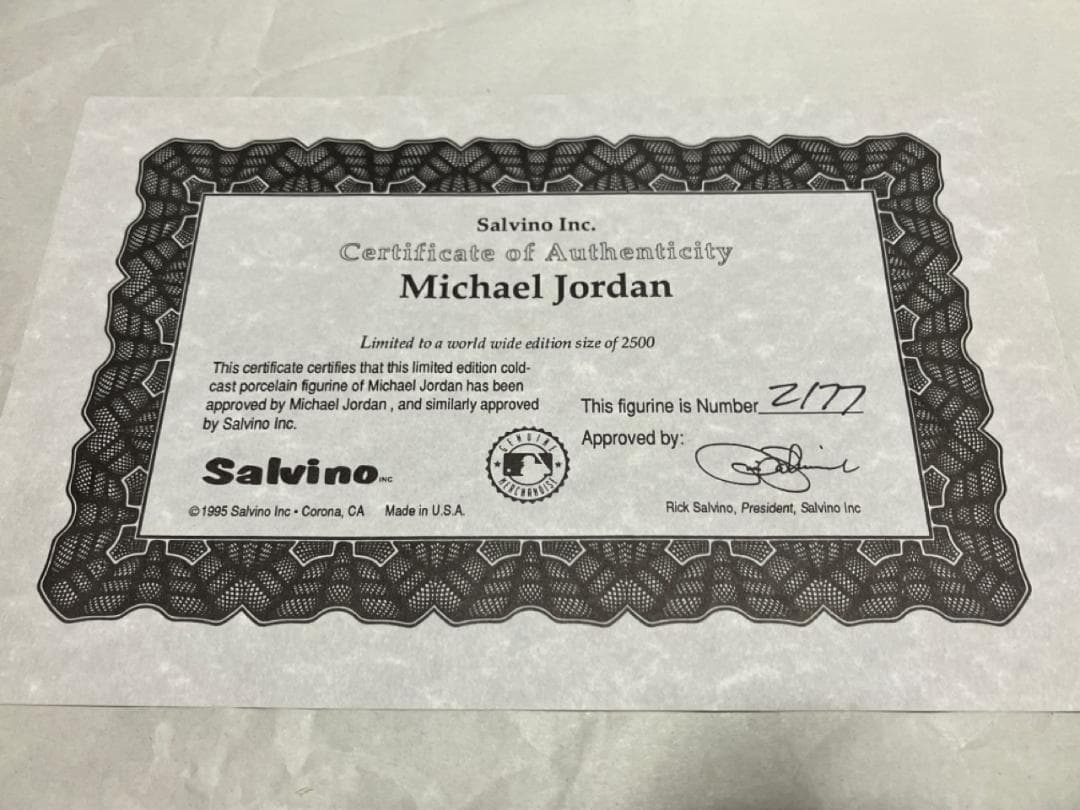 Salvino Inc.
Certificate of Authenticity
Michael Jordan
Limited to a world wide edition size of 2500
This certificate certifies that this limited edition cold-
cast porcelain figurine of Michael Jordan has been
approved by Michael Jordan , and similarly approved
by Salvino Inc.
This figurine is Number 2177
Approved by:
GENUINE
MERCHANDISE
Salvino INC
©1995 Salvino Inc • Corona, CA Made in U.S.A.
Rick Salvino, President, Salvino Inc